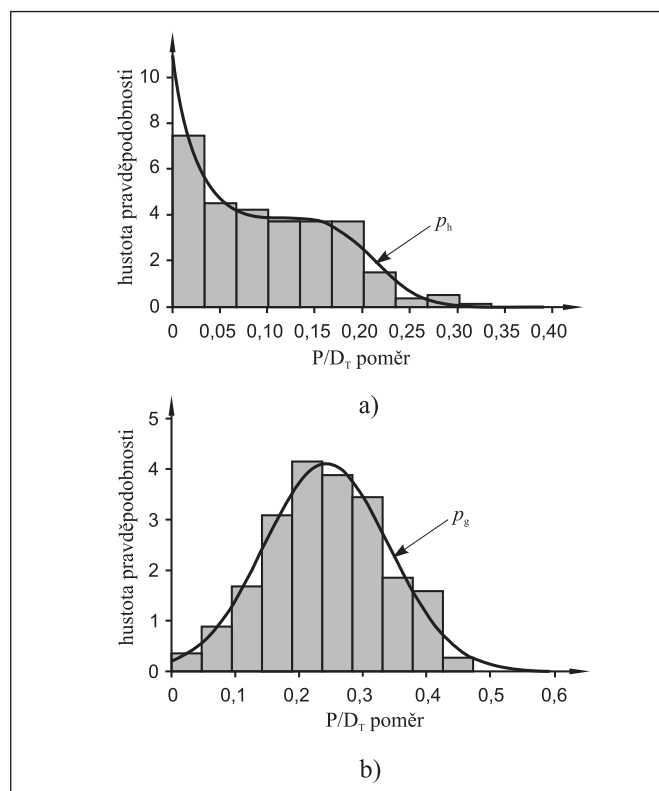 hustota pravděpodobnosti
10
8
6
4
2
0
p_h
0 0,05 0,10 0,15 0,20 0,25 0,30 0,35 0,40
P/D_T poměr
a)
hustota pravděpodobnosti
5
4
3
2
1
0
p_g
0 0,1 0,2 0,3 0,4 0,5 0,6
P/D_T poměr
b)